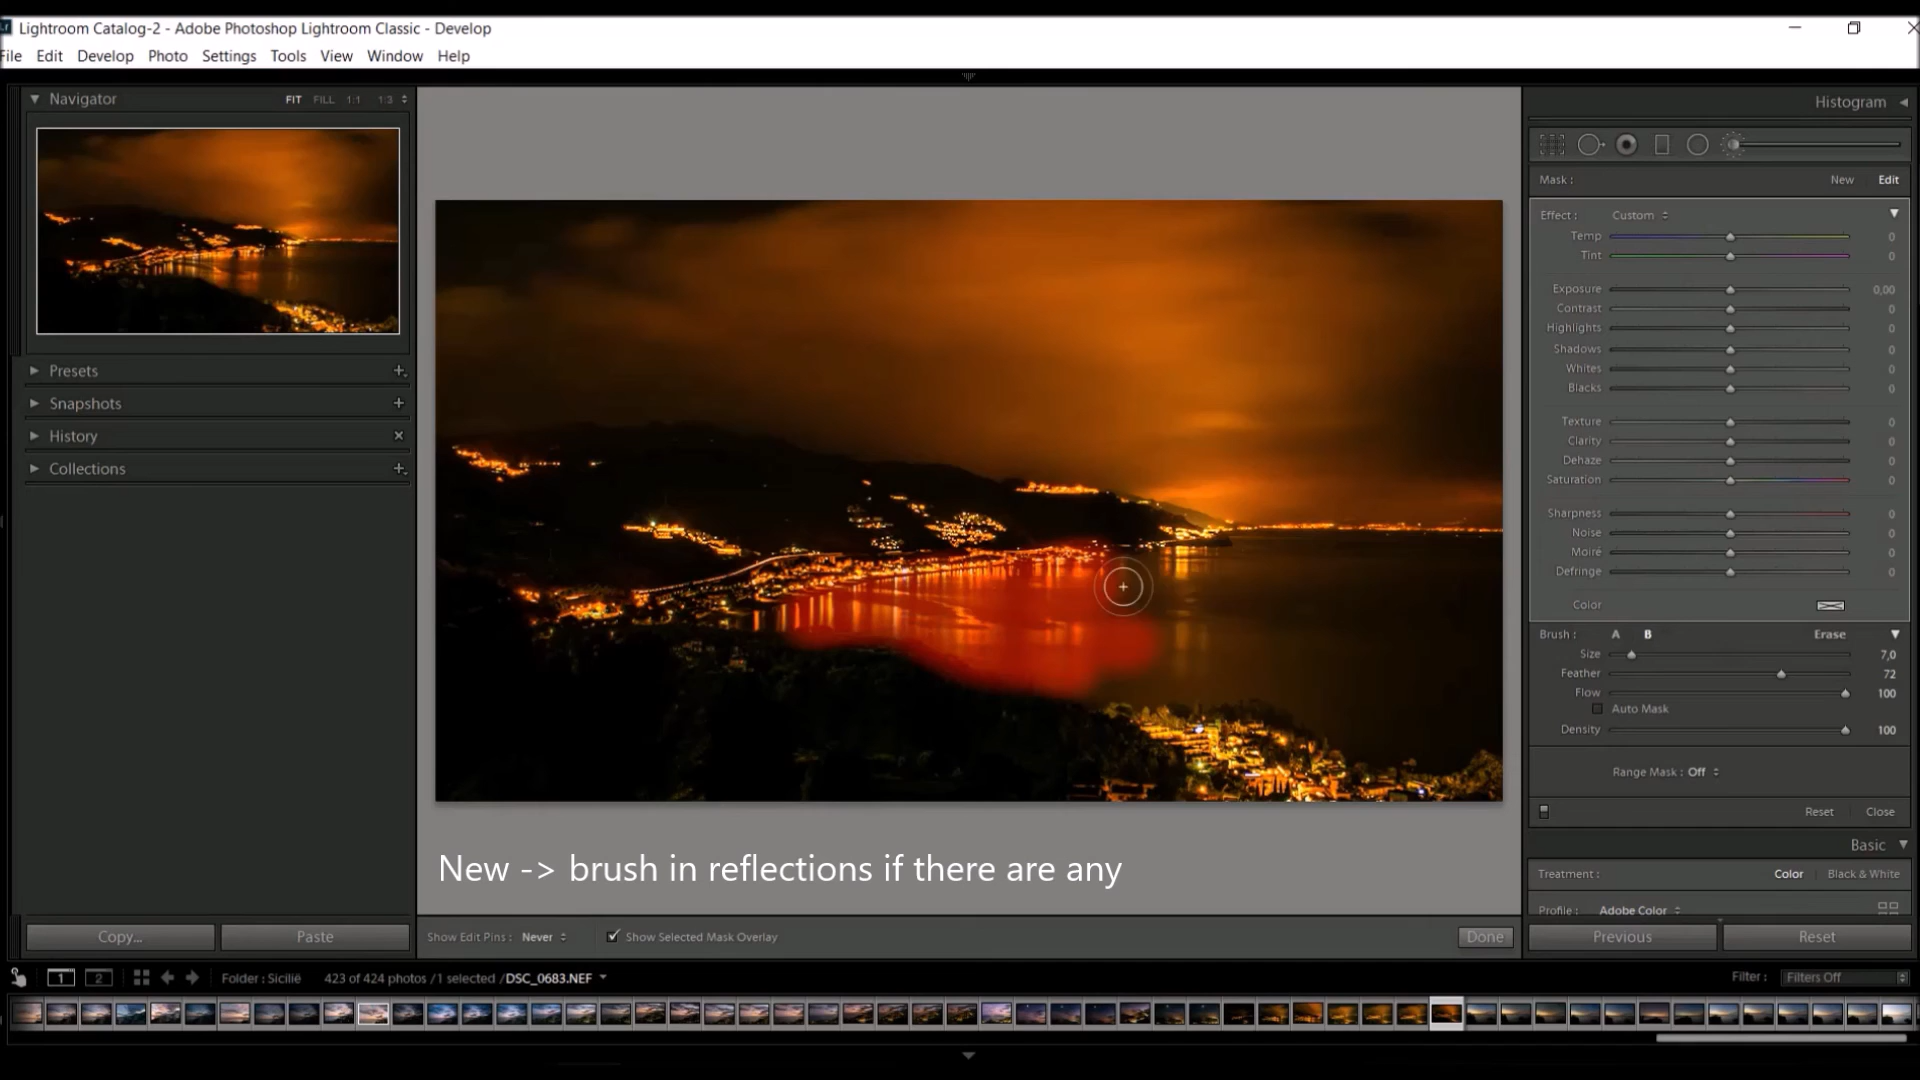 Lightroom Catalog-2 - Adobe Photoshop Lightroom Classic - Develop
File Edit Develop Photo Settings Tools View Window Help
Navigator FIT FILL 1:1 1:3
Presets
Snapshots
History
Collections
Copy... Paste
New -> brush in reflections if there are any
Show Edit Pins : Never Show Selected Mask Overlay Done
Histogram
Mask : New Edit
Effect : Custom
Temp 0
Tint 0
Exposure 0,00
Contrast 0
Highlights 0
Shadows 0
Whites 0
Blacks 0
Texture 0
Clarity 0
Dehaze 0
Saturation 0
Sharpness 0
Noise 0
Moiré 0
Defringe 0
Color
Brush : A B Erase
Size 7,0
Feather 72
Flow 100
Auto Mask
Density 100
Range Mask : Off
Reset Close
Basic
Treatment : Color Black & White
Profile : Adobe Color
Previous Reset
1 2 Folder : Sicilië 423 of 424 photos /1 selected /DSC_0683.NEF Filter : Filters Off